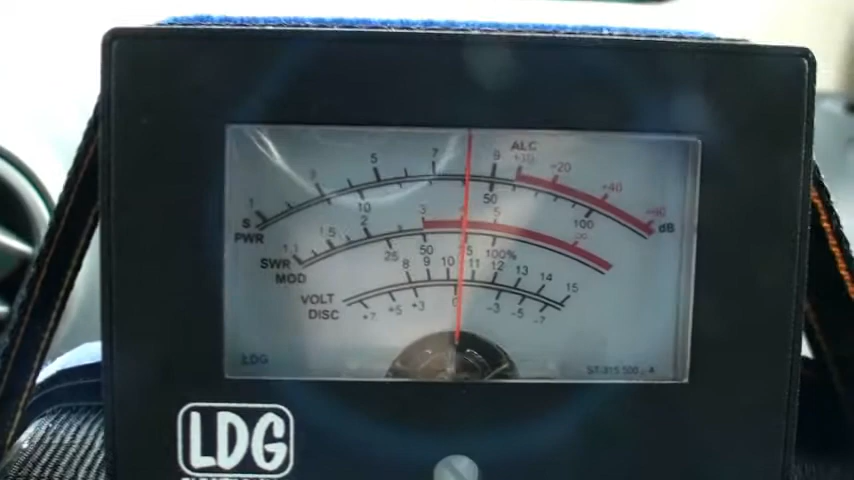 ALC
1 3 5 7 9 +10 +20 +40 +60 dB
S
PWR
10 50 100
SWR 1.1 1.5 2 3 5 ∞
MOD 25 50 75 100%
VOLT 8 9 10 11 12 13 14 15
DISC +7 +5 +3 0 -3 -5 -7
LDG
LDG